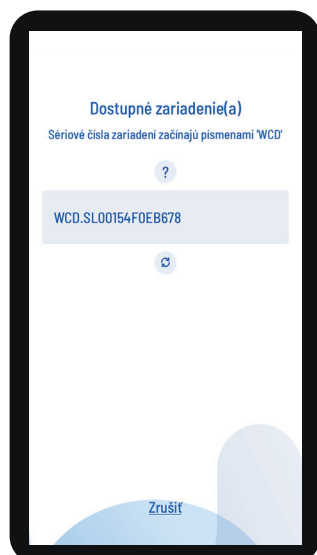 Dostupné zariadenie(a)
Sériové čísla zariadení začínajú písmenami 'WCD'
?
WCD.SL00154F0EB678
Zrušiť